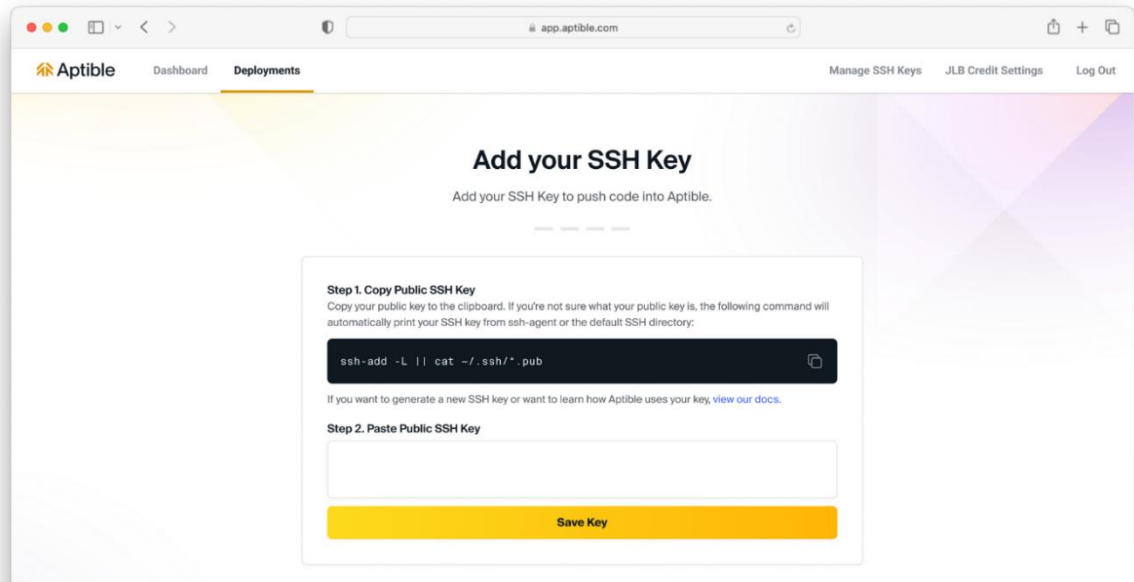 app.aptible.com
Aptible Dashboard Deployments Manage SSH Keys JLB Credit Settings Log Out
Add your SSH Key
Add your SSH Key to push code into Aptible.
Step 1. Copy Public SSH Key
Copy your public key to the clipboard. If you're not sure what your public key is, the following command will
automatically print your SSH key from ssh-agent or the default SSH directory:
ssh-add -L || cat ~/.ssh/*.pub
If you want to generate a new SSH key or want to learn how Aptible uses your key, view our docs.
Step 2. Paste Public SSH Key
Save Key